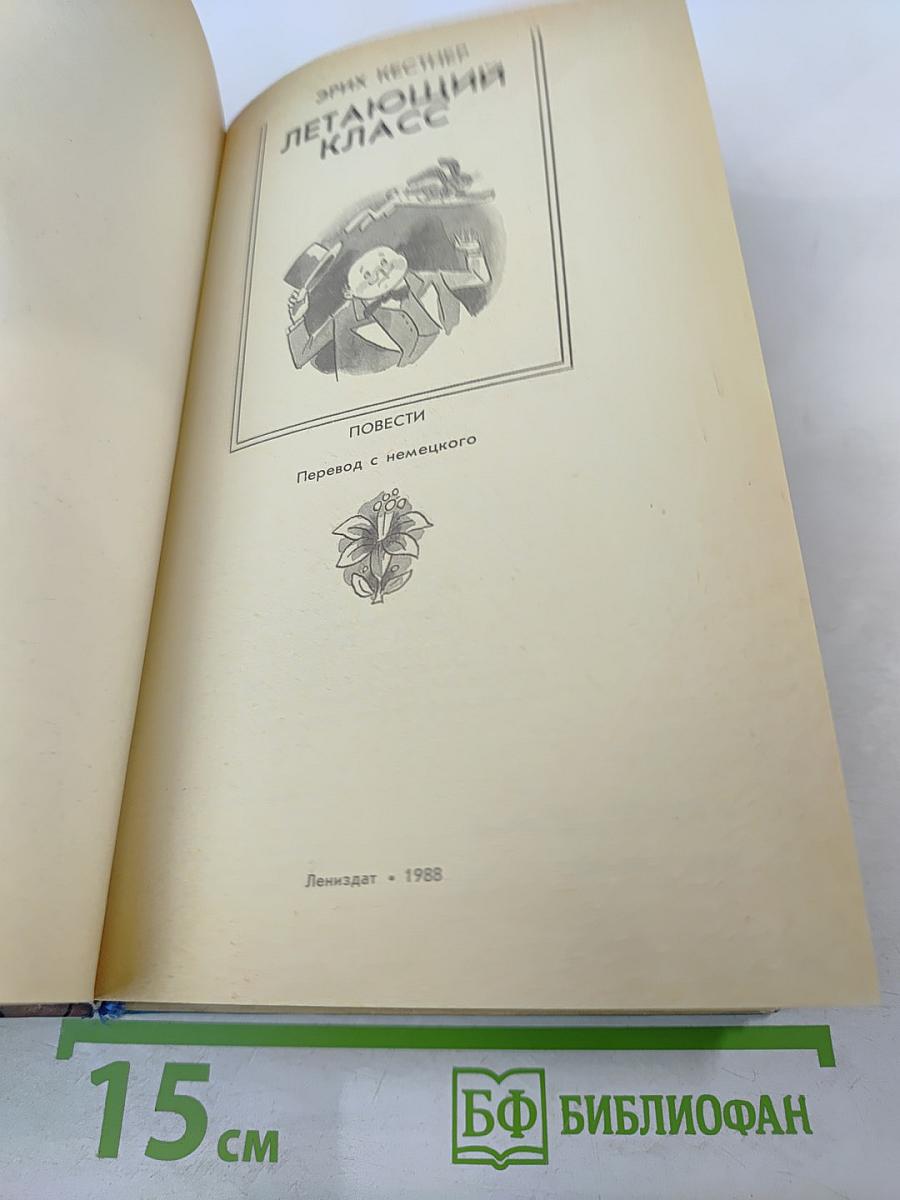 ЭРИХ КЕСТНЕР
ЛЕТАЮЩИЙ
КЛАСС
ПОВЕСТИ
Перевод с немецкого
Лениздат • 1988
15 см
БФ БИБЛИОФАН